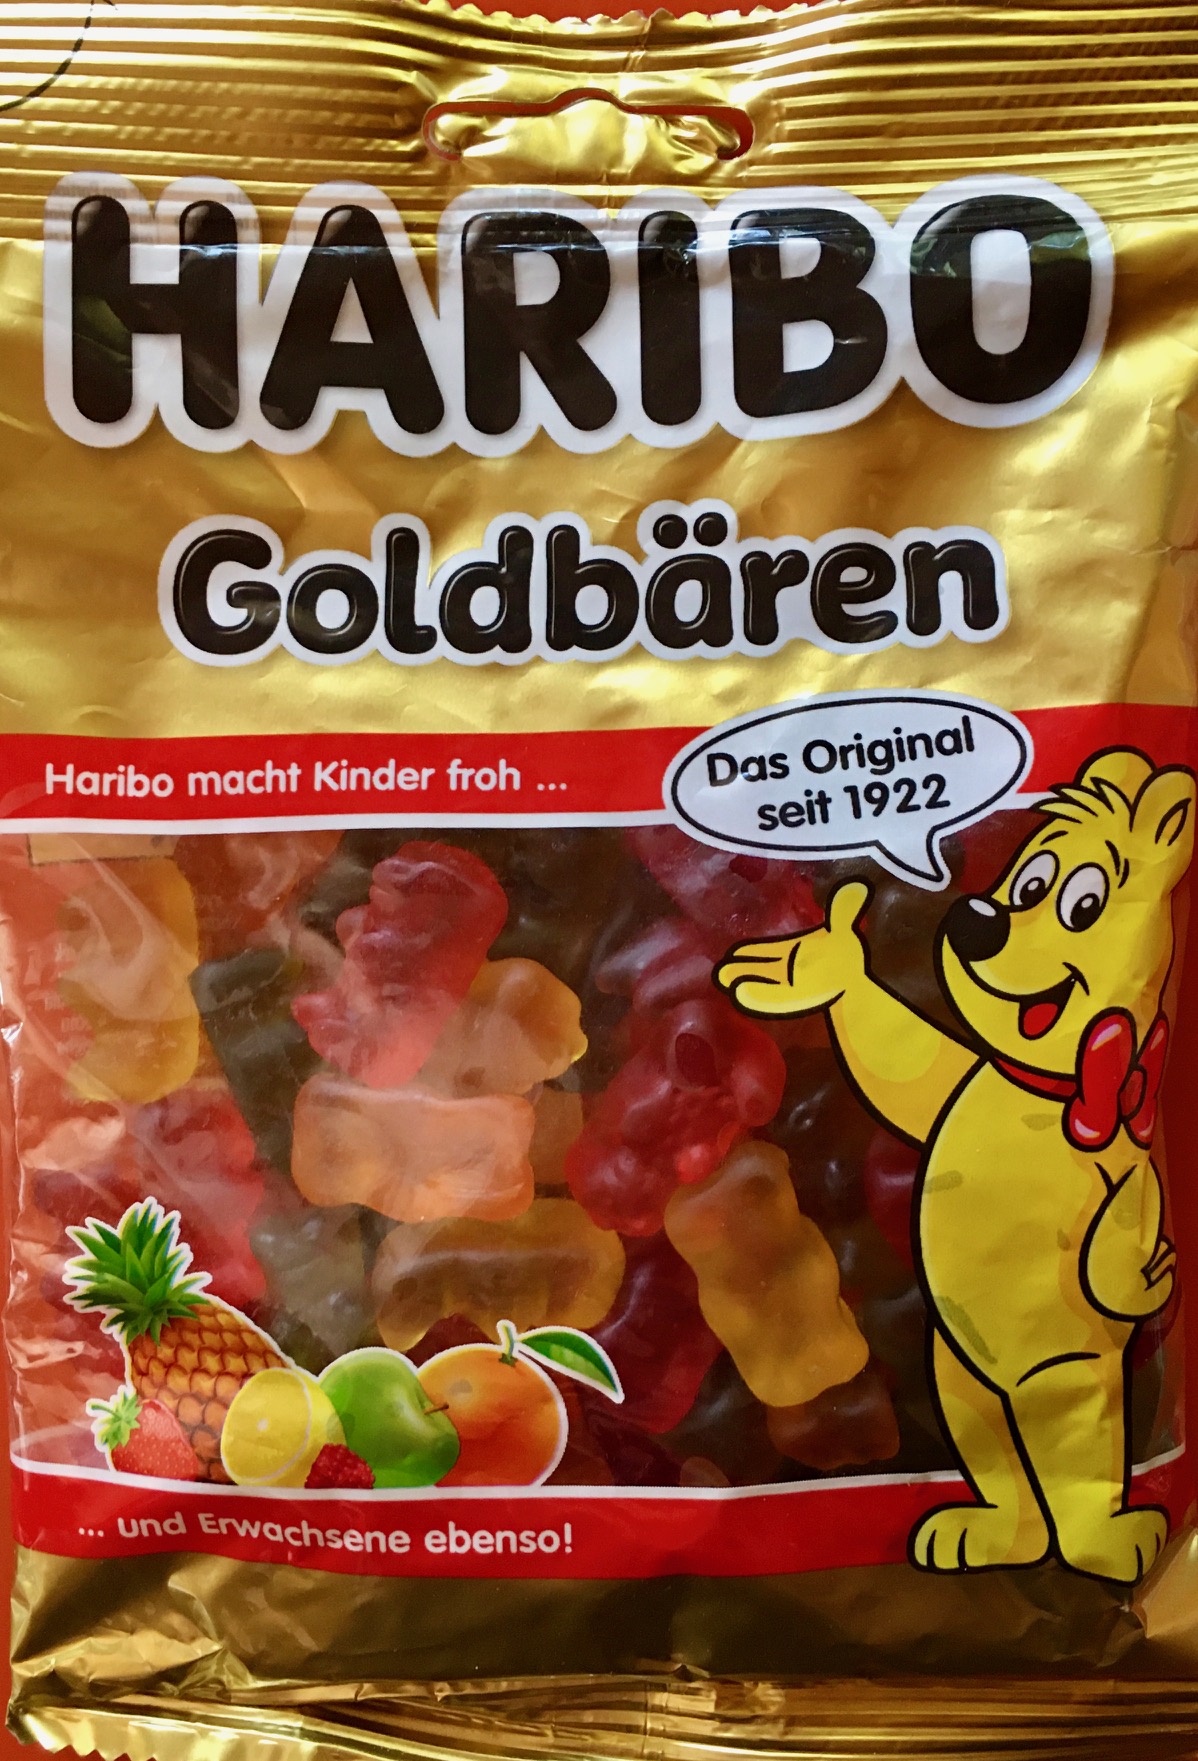 HARIBO
Goldbären
Haribo macht Kinder froh ...
Das Original
seit 1922
... und Erwachsene ebenso!